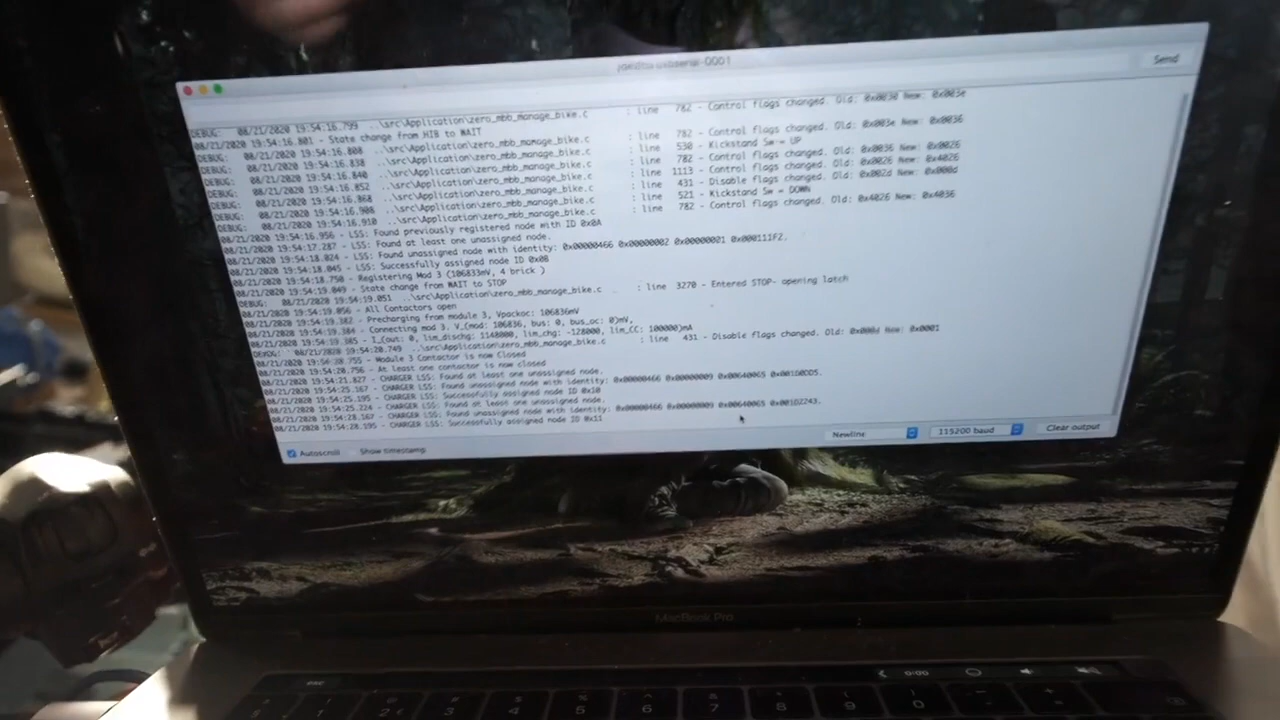 Send
DEBUG: 08/21/2020 19:54:16.799 ..\src\Application\zero_mbb_manage_bike.c : line 782 - Control flags changed. Old: 0x0030 New: 0x003e
08/21/2020 19:54:16.801 - State change from HIB to WAIT
DEBUG: 08/21/2020 19:54:16.808 ..\src\Application\zero_mbb_manage_bike.c : line 782 - Control flags changed. Old: 0x003e New: 0x0036
DEBUG: 08/21/2020 19:54:16.838 ..\src\Application\zero_mbb_manage_bike.c : line 530 - Kickstand Sw = UP
DEBUG: 08/21/2020 19:54:16.840 ..\src\Application\zero_mbb_manage_bike.c : line 782 - Control flags changed. Old: 0x0036 New: 0x0026
DEBUG: 08/21/2020 19:54:16.852 ..\src\Application\zero_mbb_manage_bike.c : line 1113 - Control flags changed. Old: 0x0026 New: 0x4026
DEBUG: 08/21/2020 19:54:16.868 ..\src\Application\zero_mbb_manage_bike.c : line 431 - Disable flags changed. Old: 0x002d New: 0x000d
DEBUG: 08/21/2020 19:54:16.908 ..\src\Application\zero_mbb_manage_bike.c : line 521 - Kickstand Sw = DOWN
DEBUG: 08/21/2020 19:54:16.910 ..\src\Application\zero_mbb_manage_bike.c : line 782 - Control flags changed. Old: 0x4026 New: 0x4036
08/21/2020 19:54:16.956 - LSS: Found previously registered node with ID 0x0A
08/21/2020 19:54:17.287 - LSS: Found at least one unassigned node.
08/21/2020 19:54:18.024 - LSS: Found unassigned node with identity: 0x00000466 0x00000002 0x00000001 0x000111F2.
08/21/2020 19:54:18.045 - LSS: Successfully assigned node ID 0x0B
08/21/2020 19:54:18.750 - Registering Mod 3 (106833mV, 4 brick )
08/21/2020 19:54:19.049 - State change from WAIT to STOP
DEBUG: 08/21/2020 19:54:19.051 ..\src\Application\zero_mbb_manage_bike.c : line 3270 - Entered STOP- opening latch
08/21/2020 19:54:19.056 - All Contactors open
08/21/2020 19:54:19.382 - Precharging from module 3, Vpackoc: 106836mV
08/21/2020 19:54:19.384 - Connecting mod 3. V_(mod: 106836, bus: 0, bus_oc: 0)mV,
08/21/2020 19:54:19.385 - I_(out: 0, lim_dischg: 1148000, lim_chg: -128000, lim_CC: 100000)mA
DEBUG: 08/21/2020 19:54:20.749 ..\src\Application\zero_mbb_manage_bike.c : line 431 - Disable flags changed. Old: 0x000d New: 0x0001
08/21/2020 19:54:20.755 - Module 3 Contactor is now Closed
08/21/2020 19:54:20.756 - At least one contactor is now closed
08/21/2020 19:54:21.827 - CHARGER LSS: Found at least one unassigned node.
08/21/2020 19:54:25.167 - CHARGER LSS: Found unassigned node with identity: 0x00000466 0x00000009 0x00640065
08/21/2020 19:54:25.195 - CHARGER LSS: Successfully assigned node ID 0x10
08/21/2020 19:54:25.224 - CHARGER LSS: Found at least one unassigned node.
08/21/2020 19:54:28.167 - CHARGER LSS: Found unassigned node with identity: 0x00000466 0x00000009 0x00640065 0x001D2243.
08/21/2020 19:54:28.195 - CHARGER LSS: Successfully assigned node ID 0x11
Autoscroll Show timestamp Newline 115200 baud Clear output
MacBook Pro
esc 0:00
1 2 3 4 5 6 7 8 9 0